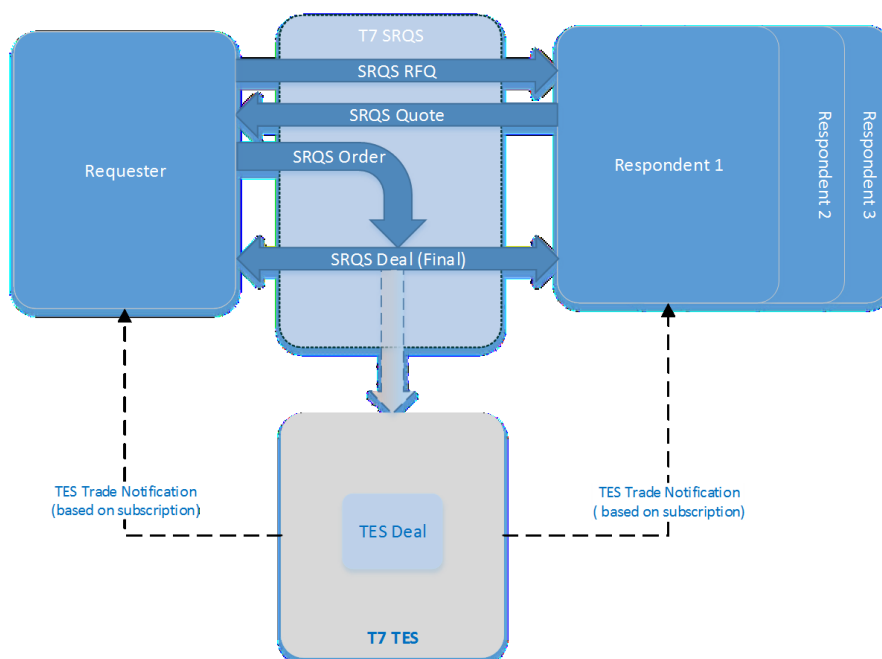 T7 SRQS
SRQS RFQ
SRQS Quote
SRQS Order
Requester
Respondent 1
Respondent 2
Respondent 3
SRQS Deal (Final)
TES Trade Notification
(based on subscription)
TES Trade Notification
( based on subscription)
TES Deal
T7 TES